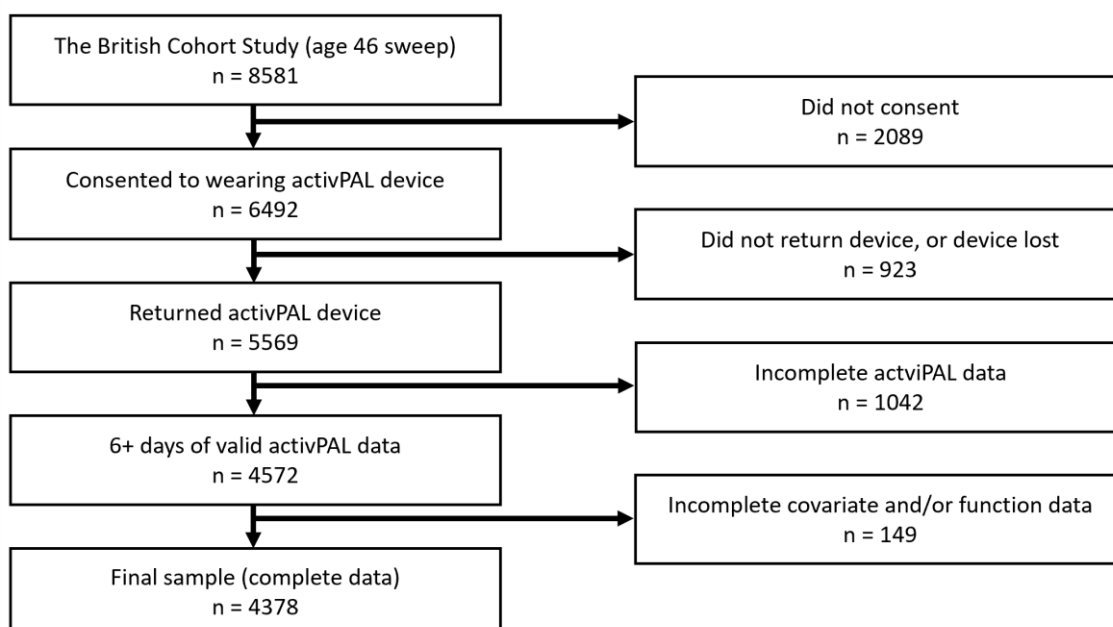 The British Cohort Study (age 46 sweep)
n = 8581
Did not consent
n = 2089
Consented to wearing activPAL device
n = 6492
Did not return device, or device lost
n = 923
Returned activPAL device
n = 5569
Incomplete actviPAL data
n = 1042
6+ days of valid activPAL data
n = 4572
Incomplete covariate and/or function data
n = 149
Final sample (complete data)
n = 4378